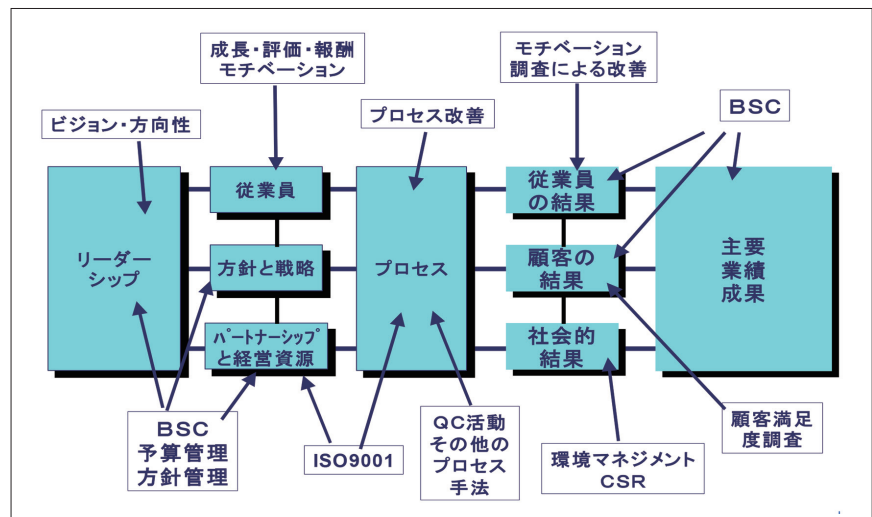 成長・評価・報酬
モチベーション
モチベーション
調査による改善
ビジョン・方向性
プロセス改善
BSC
リーダー
シップ
従業員
方針と戦略
パートナーシップ
と経営資源
プロセス
従業員
の結果
顧客の
結果
社会的
結果
主要
業績
成果
BSC
予算管理
方針管理
ISO9001
QC活動
その他の
プロセス
手法
環境マネジメント
CSR
顧客満足
度調査